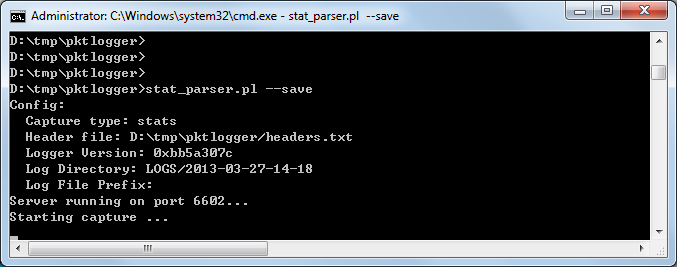 Administrator: C:\Windows\system32\cmd.exe - stat_parser.pl --save
D:\tmp\pktlogger>
D:\tmp\pktlogger>
D:\tmp\pktlogger>
D:\tmp\pktlogger>stat_parser.pl --save
Config:
  Capture type: stats
  Header file: D:\tmp\pktlogger/headers.txt
  Logger Version: 0xbb5a307c
  Log Directory: LOGS/2013-03-27-14-18
  Log File Prefix:
Server running on port 6602...
Starting capture ...